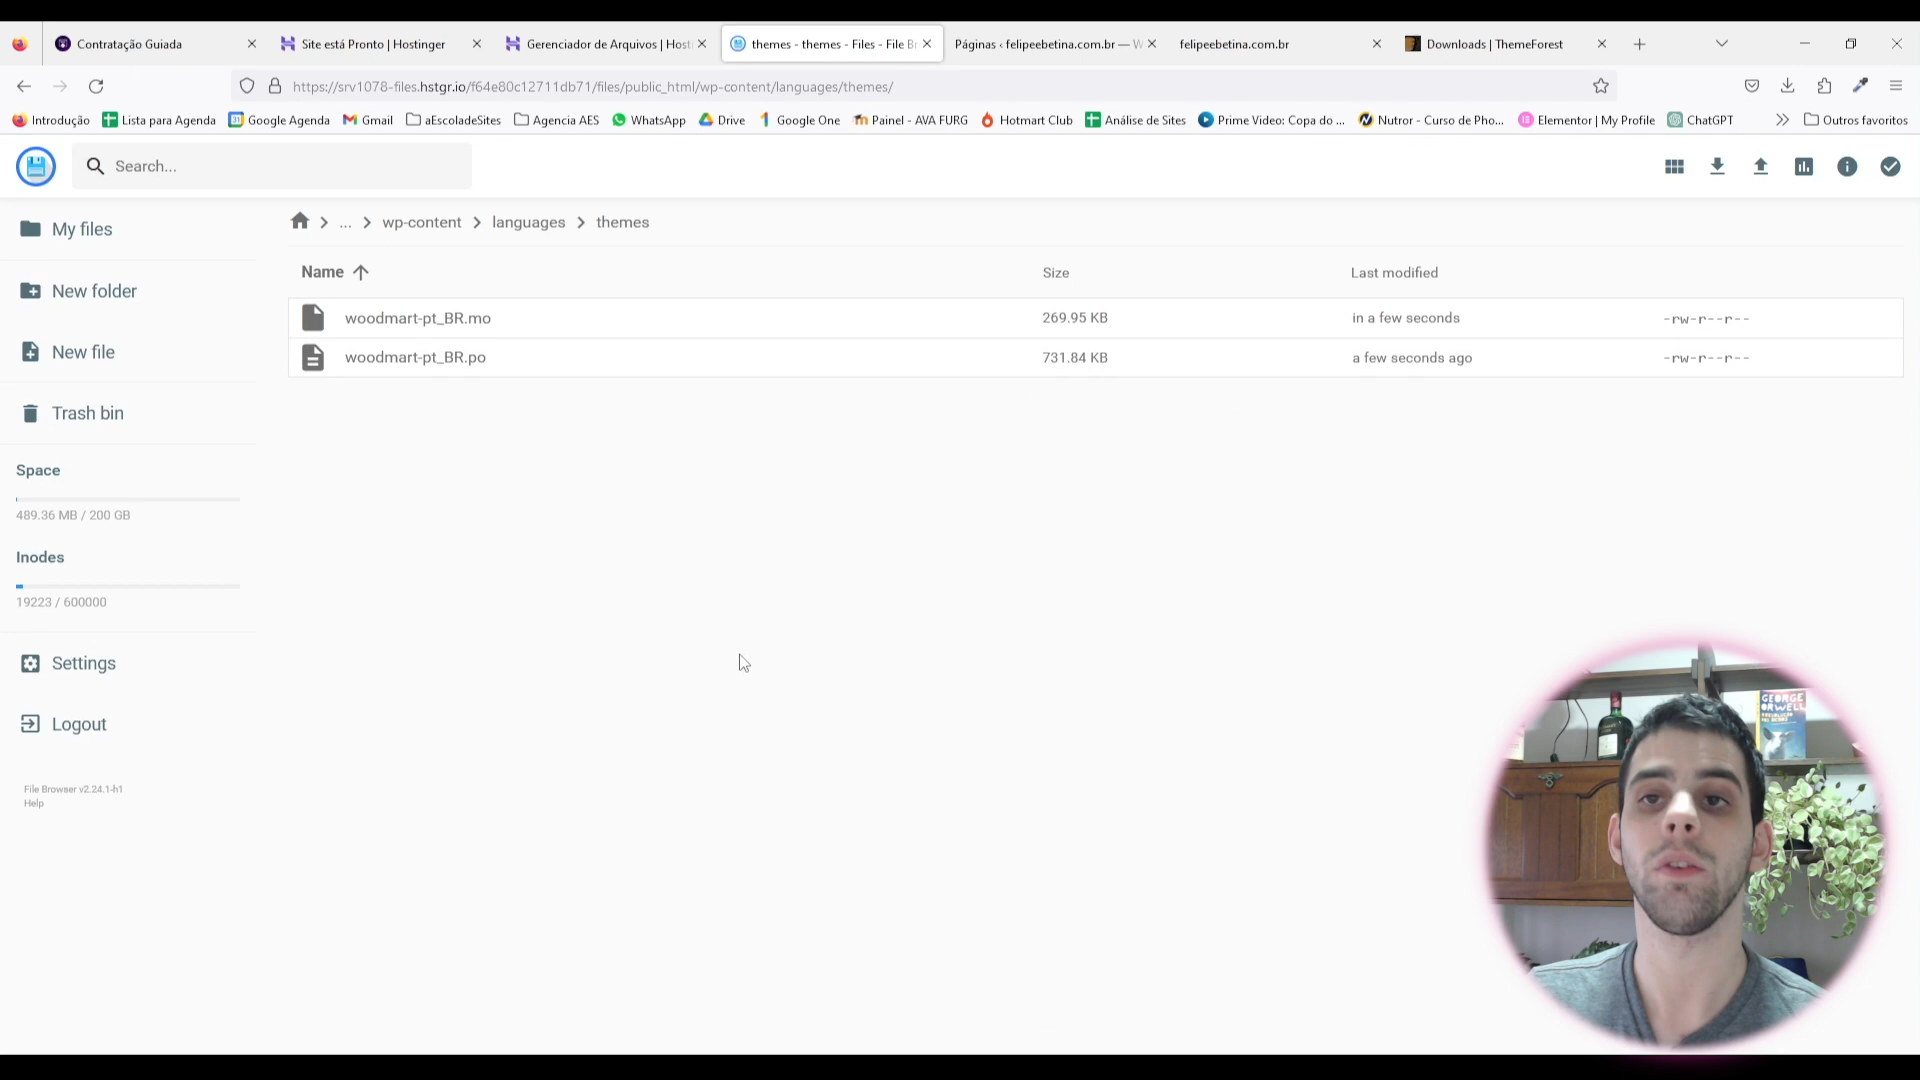 Contratação Guiada
Site está Pronto | Hostinger
Gerenciador de Arquivos | Host
themes - themes - Files - File Br
Páginas ‹ felipeebetina.com.br — W
felipeebetina.com.br
Downloads | ThemeForest
https://srv1078-files.hstgr.io/f64e80c12711db71/files/public_html/wp-content/languages/themes/
Introdução
Lista para Agenda
Google Agenda
Gmail
aEscoladeSites
Agencia AES
WhatsApp
Drive
Google One
Painel - AVA FURG
Hotmart Club
Análise de Sites
Prime Video: Copa do ...
Nutror - Curso de Pho...
Elementor | My Profile
ChatGPT
Outros favoritos
Search...
My files
New folder
New file
Trash bin
Space
489.36 MB / 200 GB
Inodes
19223 / 600000
Settings
Logout
File Browser v2.24.1-h1
Help
... wp-content languages themes
Name Size Last modified
woodmart-pt_BR.mo 269.95 KB in a few seconds -rw-r--r--
woodmart-pt_BR.po 731.84 KB a few seconds ago -rw-r--r--
GEORGE
ORWELL